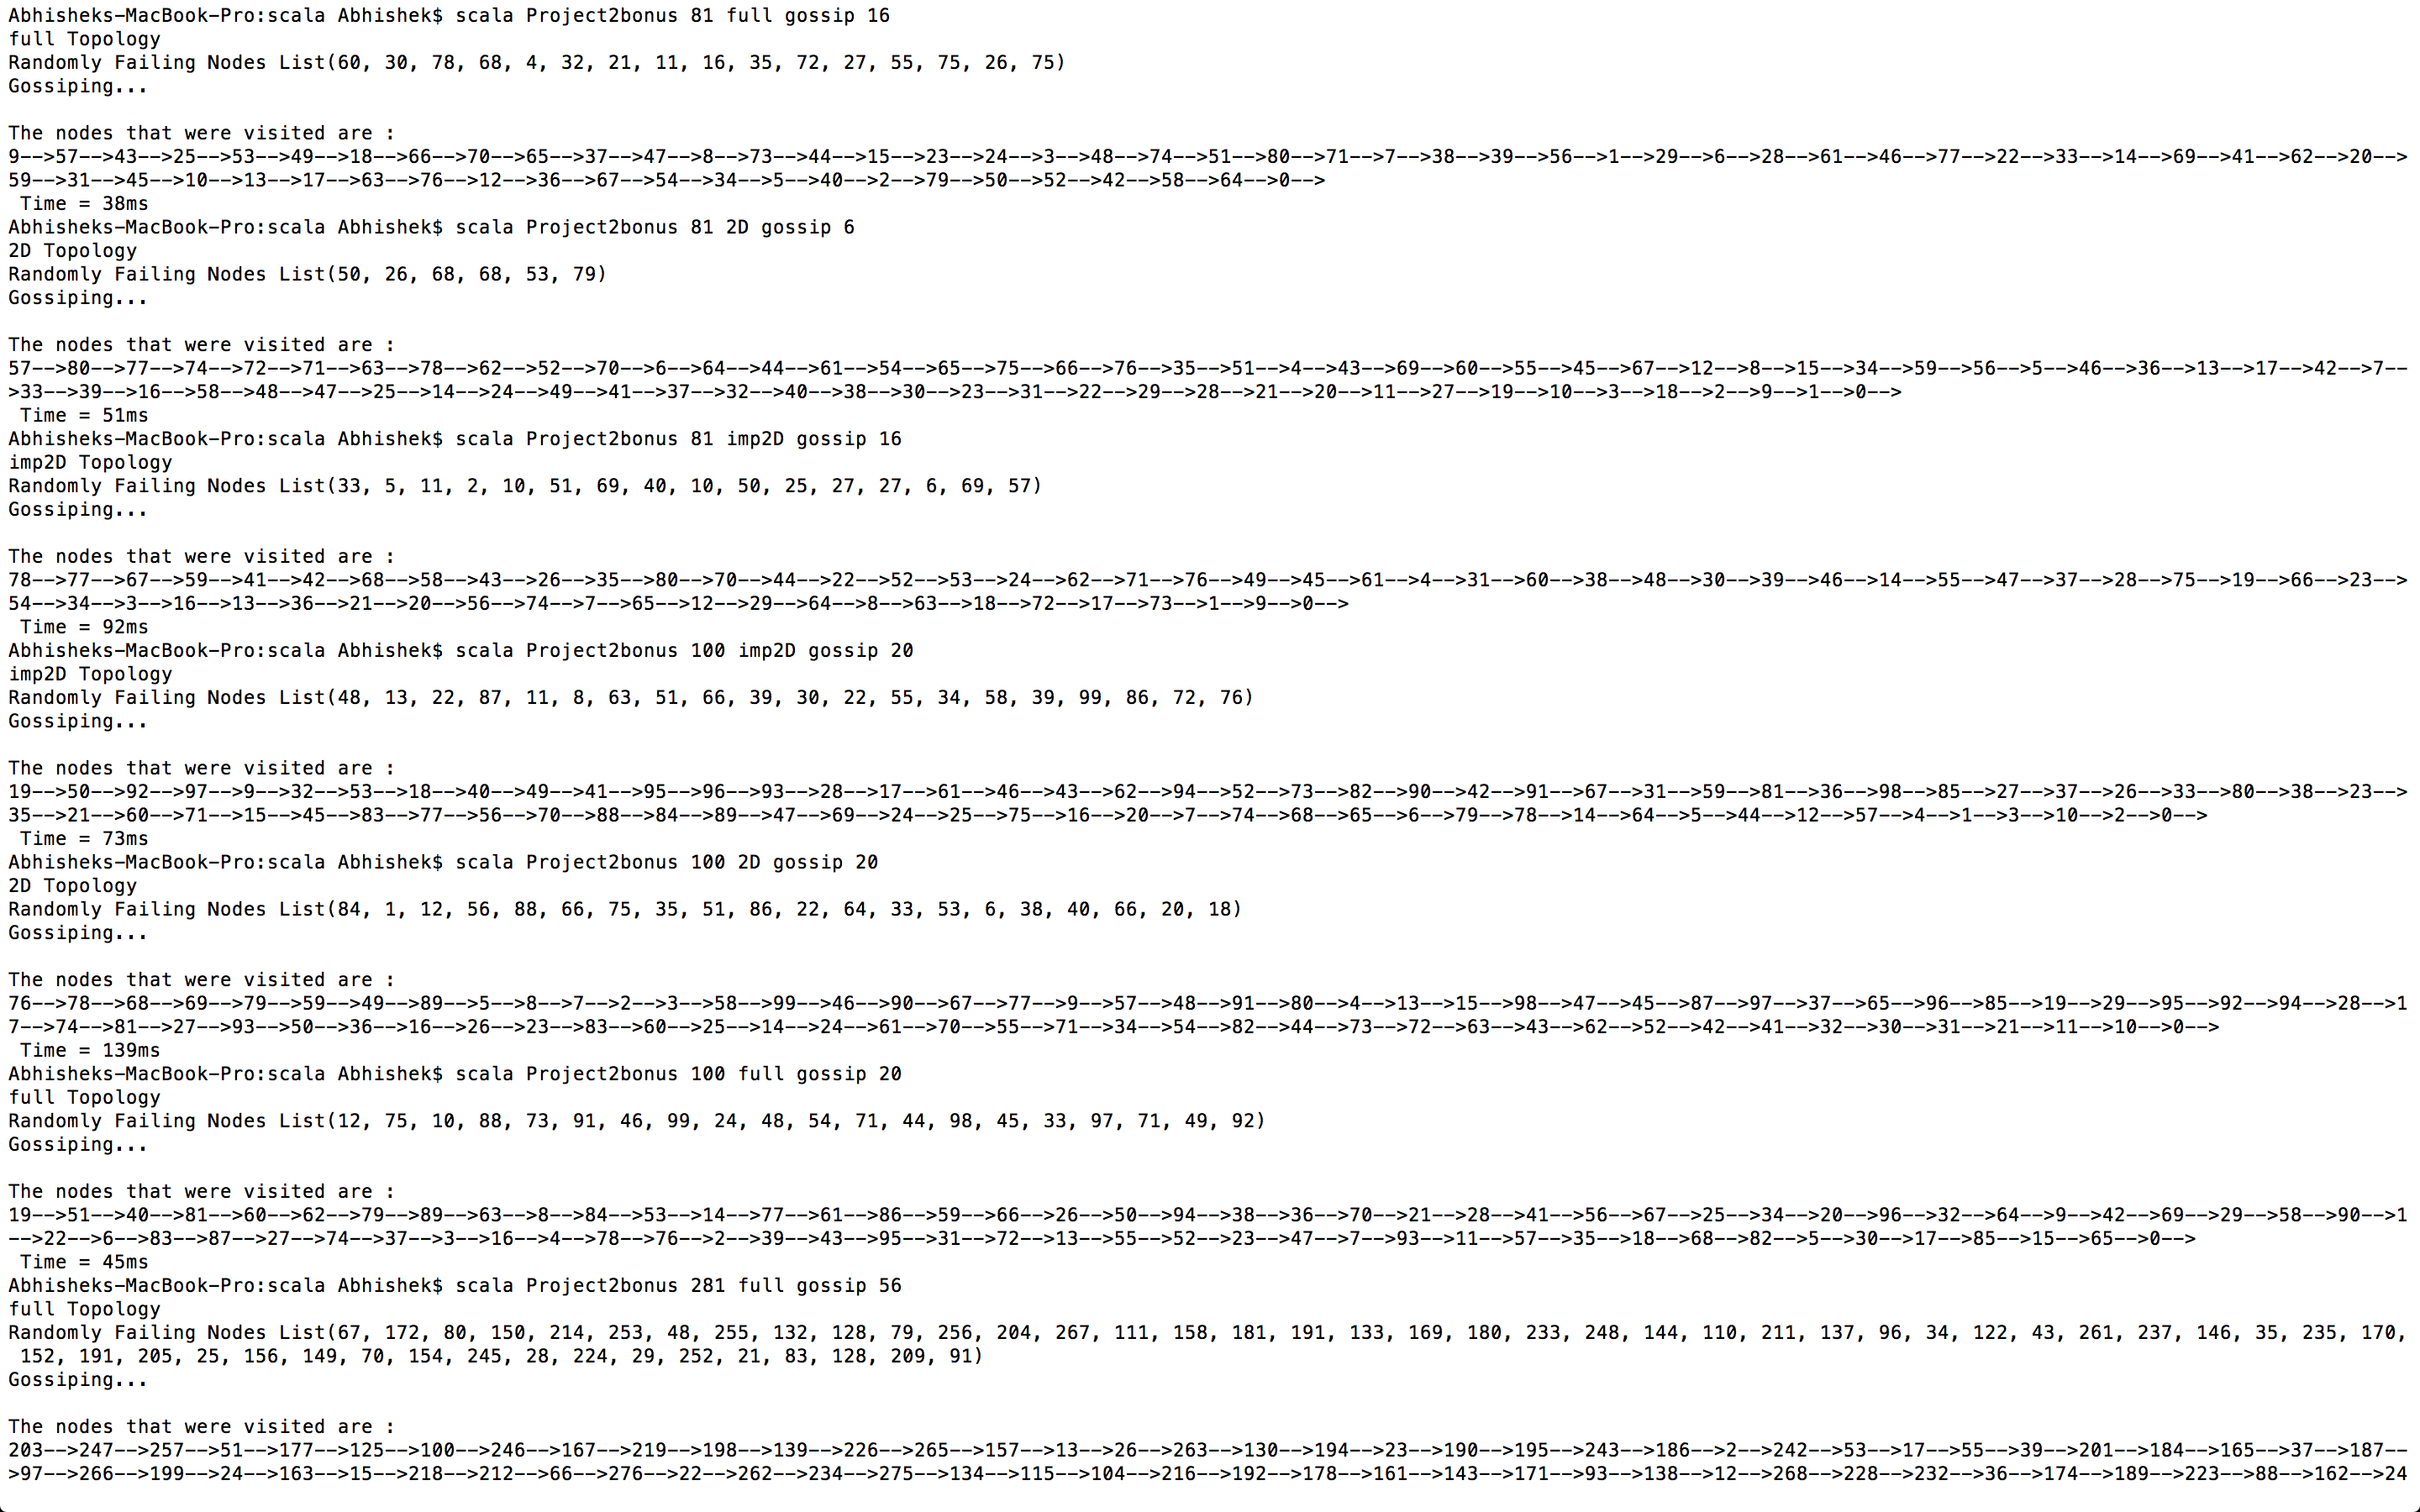 Abhisheks-MacBook-Pro:scala Abhishek$ scala Project2bonus 81 full gossip 16
full Topology
Randomly Failing Nodes List(60, 30, 78, 68, 4, 32, 21, 11, 16, 35, 72, 27, 55, 75, 26, 75)
Gossiping...
The nodes that were visited are :
9-->57-->43-->25-->53-->49-->18-->66-->70-->65-->37-->47-->8-->73-->44-->15-->23-->24-->3-->48-->74-->51-->80-->71-->7-->38-->39-->56-->1-->29-->6-->28-->61-->46-->77-->22-->33-->14-->69-->41-->62-->20-->
59-->31-->45-->10-->13-->17-->63-->76-->12-->36-->67-->54-->34-->5-->40-->2-->79-->50-->52-->42-->58-->64-->0-->
 Time = 38ms
Abhisheks-MacBook-Pro:scala Abhishek$ scala Project2bonus 81 2D gossip 6
2D Topology
Randomly Failing Nodes List(50, 26, 68, 68, 53, 79)
Gossiping...
The nodes that were visited are :
57-->80-->77-->74-->72-->71-->63-->78-->62-->52-->70-->6-->64-->44-->61-->54-->65-->75-->66-->76-->35-->51-->4-->43-->69-->60-->55-->45-->67-->12-->8-->15-->34-->59-->56-->5-->46-->36-->13-->17-->42-->7--
>33-->39-->16-->58-->48-->47-->25-->14-->24-->49-->41-->37-->32-->40-->38-->30-->23-->31-->22-->29-->28-->21-->20-->11-->27-->19-->10-->3-->18-->2-->9-->1-->0-->
 Time = 51ms
Abhisheks-MacBook-Pro:scala Abhishek$ scala Project2bonus 81 imp2D gossip 16
imp2D Topology
Randomly Failing Nodes List(33, 5, 11, 2, 10, 51, 69, 40, 10, 50, 25, 27, 27, 6, 69, 57)
Gossiping...
The nodes that were visited are :
78-->77-->67-->59-->41-->42-->68-->58-->43-->26-->35-->80-->70-->44-->22-->52-->53-->24-->62-->71-->76-->49-->45-->61-->4-->31-->60-->38-->48-->30-->39-->46-->14-->55-->47-->37-->28-->75-->19-->66-->23-->
54-->34-->3-->16-->13-->36-->21-->20-->56-->74-->7-->65-->12-->29-->64-->8-->63-->18-->72-->17-->73-->1-->9-->0-->
 Time = 92ms
Abhisheks-MacBook-Pro:scala Abhishek$ scala Project2bonus 100 imp2D gossip 20
imp2D Topology
Randomly Failing Nodes List(48, 13, 22, 87, 11, 8, 63, 51, 66, 39, 30, 22, 55, 34, 58, 39, 99, 86, 72, 76)
Gossiping...
The nodes that were visited are :
19-->50-->92-->97-->9-->32-->53-->18-->40-->49-->41-->95-->96-->93-->28-->17-->61-->46-->43-->62-->94-->52-->73-->82-->90-->42-->91-->67-->31-->59-->81-->36-->98-->85-->27-->37-->26-->33-->80-->38-->23-->
35-->21-->60-->71-->15-->45-->83-->77-->56-->70-->88-->84-->89-->47-->69-->24-->25-->75-->16-->20-->7-->74-->68-->65-->6-->79-->78-->14-->64-->5-->44-->12-->57-->4-->1-->3-->10-->2-->0-->
 Time = 73ms
Abhisheks-MacBook-Pro:scala Abhishek$ scala Project2bonus 100 2D gossip 20
2D Topology
Randomly Failing Nodes List(84, 1, 12, 56, 88, 66, 75, 35, 51, 86, 22, 64, 33, 53, 6, 38, 40, 66, 20, 18)
Gossiping...
The nodes that were visited are :
76-->78-->68-->69-->79-->59-->49-->89-->5-->8-->7-->2-->3-->58-->99-->46-->90-->67-->77-->9-->57-->48-->91-->80-->4-->13-->15-->98-->47-->45-->87-->97-->37-->65-->96-->85-->19-->29-->95-->92-->94-->28-->1
7-->74-->81-->27-->93-->50-->36-->16-->26-->23-->83-->60-->25-->14-->24-->61-->70-->55-->71-->34-->54-->82-->44-->73-->72-->63-->43-->62-->52-->42-->41-->32-->30-->31-->21-->11-->10-->0-->
 Time = 139ms
Abhisheks-MacBook-Pro:scala Abhishek$ scala Project2bonus 100 full gossip 20
full Topology
Randomly Failing Nodes List(12, 75, 10, 88, 73, 91, 46, 99, 24, 48, 54, 71, 44, 98, 45, 33, 97, 71, 49, 92)
Gossiping...
The nodes that were visited are :
19-->51-->40-->81-->60-->62-->79-->89-->63-->8-->84-->53-->14-->77-->61-->86-->59-->66-->26-->50-->94-->38-->36-->70-->21-->28-->41-->56-->67-->25-->34-->20-->96-->32-->64-->9-->42-->69-->29-->58-->90-->1
-->22-->6-->83-->87-->27-->74-->37-->3-->16-->4-->78-->76-->2-->39-->43-->95-->31-->72-->13-->55-->52-->23-->47-->7-->93-->11-->57-->35-->18-->68-->82-->5-->30-->17-->85-->15-->65-->0-->
 Time = 45ms
Abhisheks-MacBook-Pro:scala Abhishek$ scala Project2bonus 281 full gossip 56
full Topology
Randomly Failing Nodes List(67, 172, 80, 150, 214, 253, 48, 255, 132, 128, 79, 256, 204, 267, 111, 158, 181, 191, 133, 169, 180, 233, 248, 144, 110, 211, 137, 96, 34, 122, 43, 261, 237, 146, 35, 235, 170,
 152, 191, 205, 25, 156, 149, 70, 154, 245, 28, 224, 29, 252, 21, 83, 128, 209, 91)
Gossiping...
The nodes that were visited are :
203-->247-->257-->51-->177-->125-->100-->246-->167-->219-->198-->139-->226-->265-->157-->13-->26-->263-->130-->194-->23-->190-->195-->243-->186-->2-->242-->53-->17-->55-->39-->201-->184-->165-->37-->187--
>97-->266-->199-->24-->163-->15-->218-->212-->66-->276-->22-->262-->234-->275-->134-->115-->104-->216-->192-->178-->161-->143-->171-->93-->138-->12-->268-->228-->232-->36-->174-->189-->223-->88-->162-->24